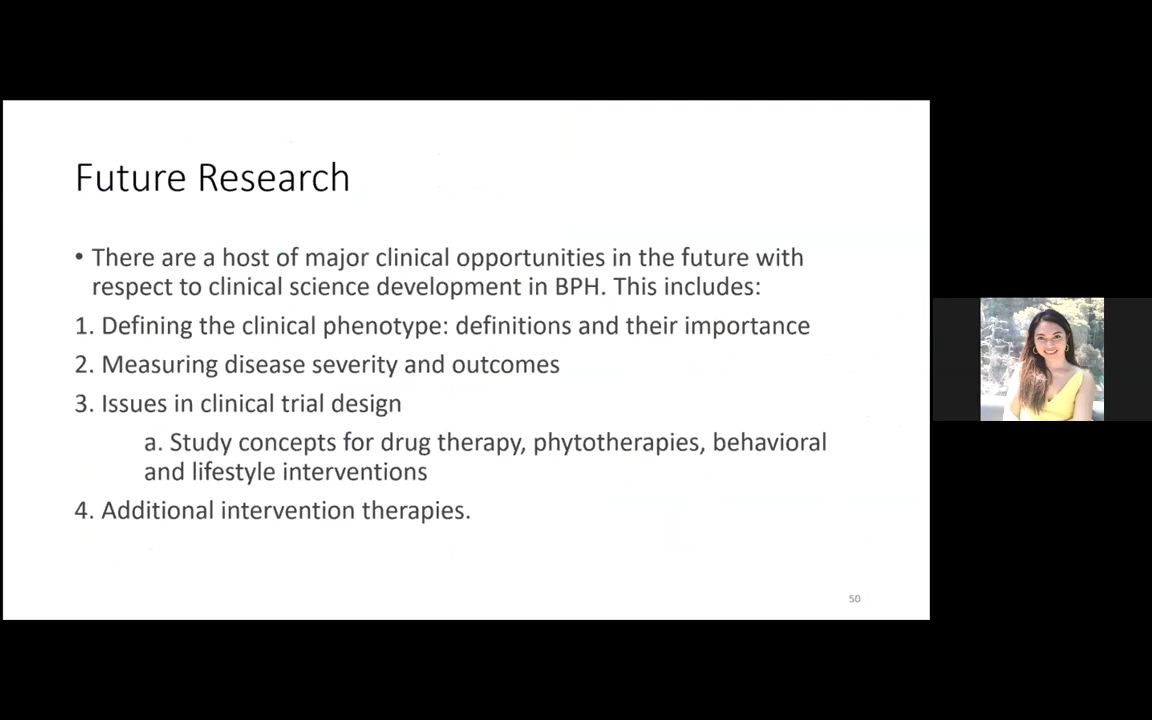 Future Research
• There are a host of major clinical opportunities in the future with
respect to clinical science development in BPH. This includes:
1. Defining the clinical phenotype: definitions and their importance
2. Measuring disease severity and outcomes
3. Issues in clinical trial design
a. Study concepts for drug therapy, phytotherapies, behavioral
and lifestyle interventions
4. Additional intervention therapies.
50